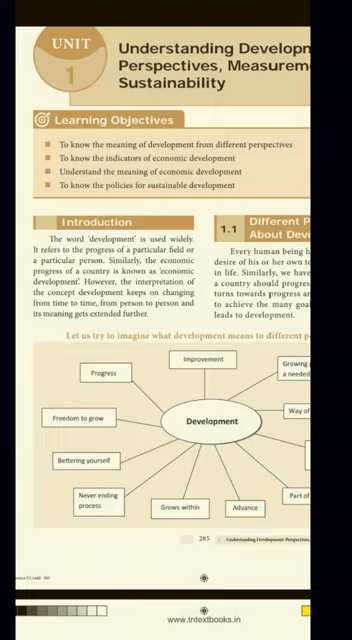 UNIT
1
Understanding Developm
Perspectives, Measurem
Sustainability
Learning Objectives
To know the meaning of development from different perspectives
To know the indicators of economic development
Understand the meaning of economic development
To know the policies for sustainable development
Introduction
The word 'development' is used widely.
It refers to the progress of a particular field or
a particular person. Similarly, the economic
progress of a country is known as 'economic
development'. However, the interpretation of
the concept development keeps on changing
from time to time, from person to person and
its meaning gets extended further.
1.1
Different P
About Deve
Every human being h
desire of his or her own to
in life. Similarly, we have
a country should progres
turns towards progress an
to achieve the many goal
leads to development.
Let us try to imagine what development means to different p
Improvement
Progress
Growing
a needed
Freedom to grow
Development
Way of
Bettering yourself
Never ending
process
Grows within
Advance
Part of
285
Understanding Development: Perspectives,
www.tntextbooks.in